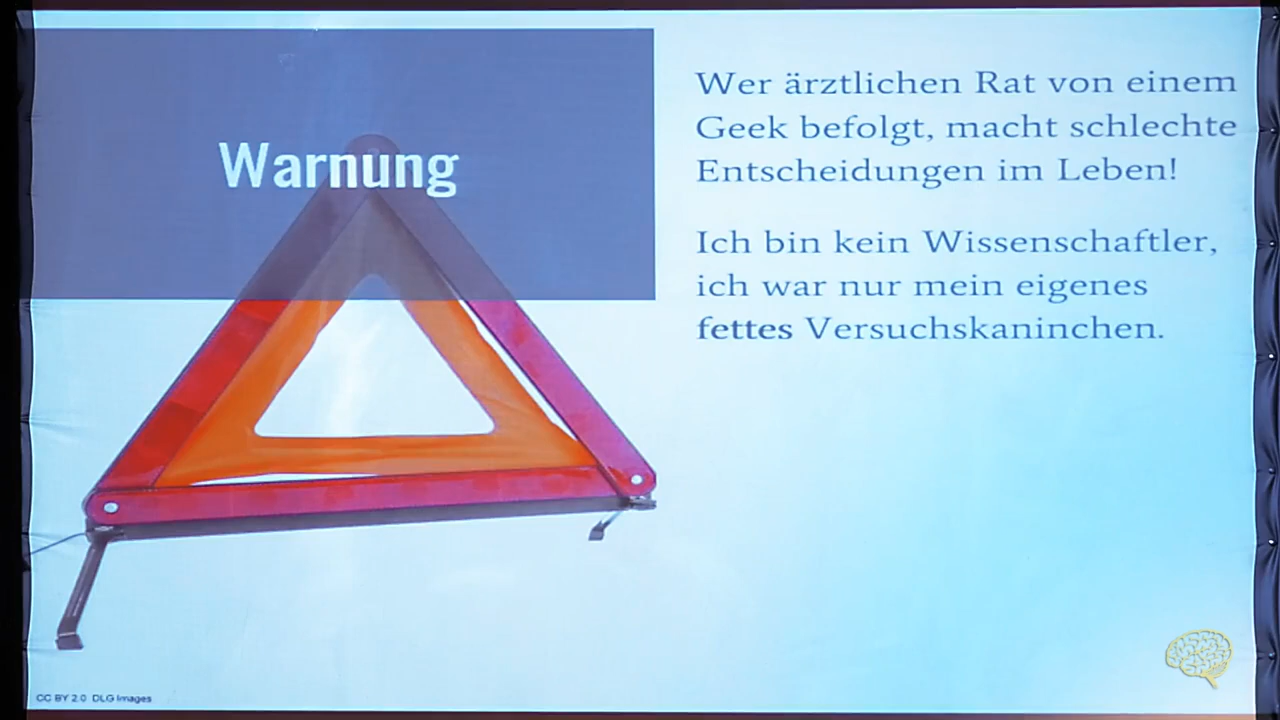 Warnung
Wer ärztlichen Rat von einem
Geek befolgt, macht schlechte
Entscheidungen im Leben!
Ich bin kein Wissenschaftler,
ich war nur mein eigenes
fettes Versuchskaninchen.
CC BY 2.0 DLG Images